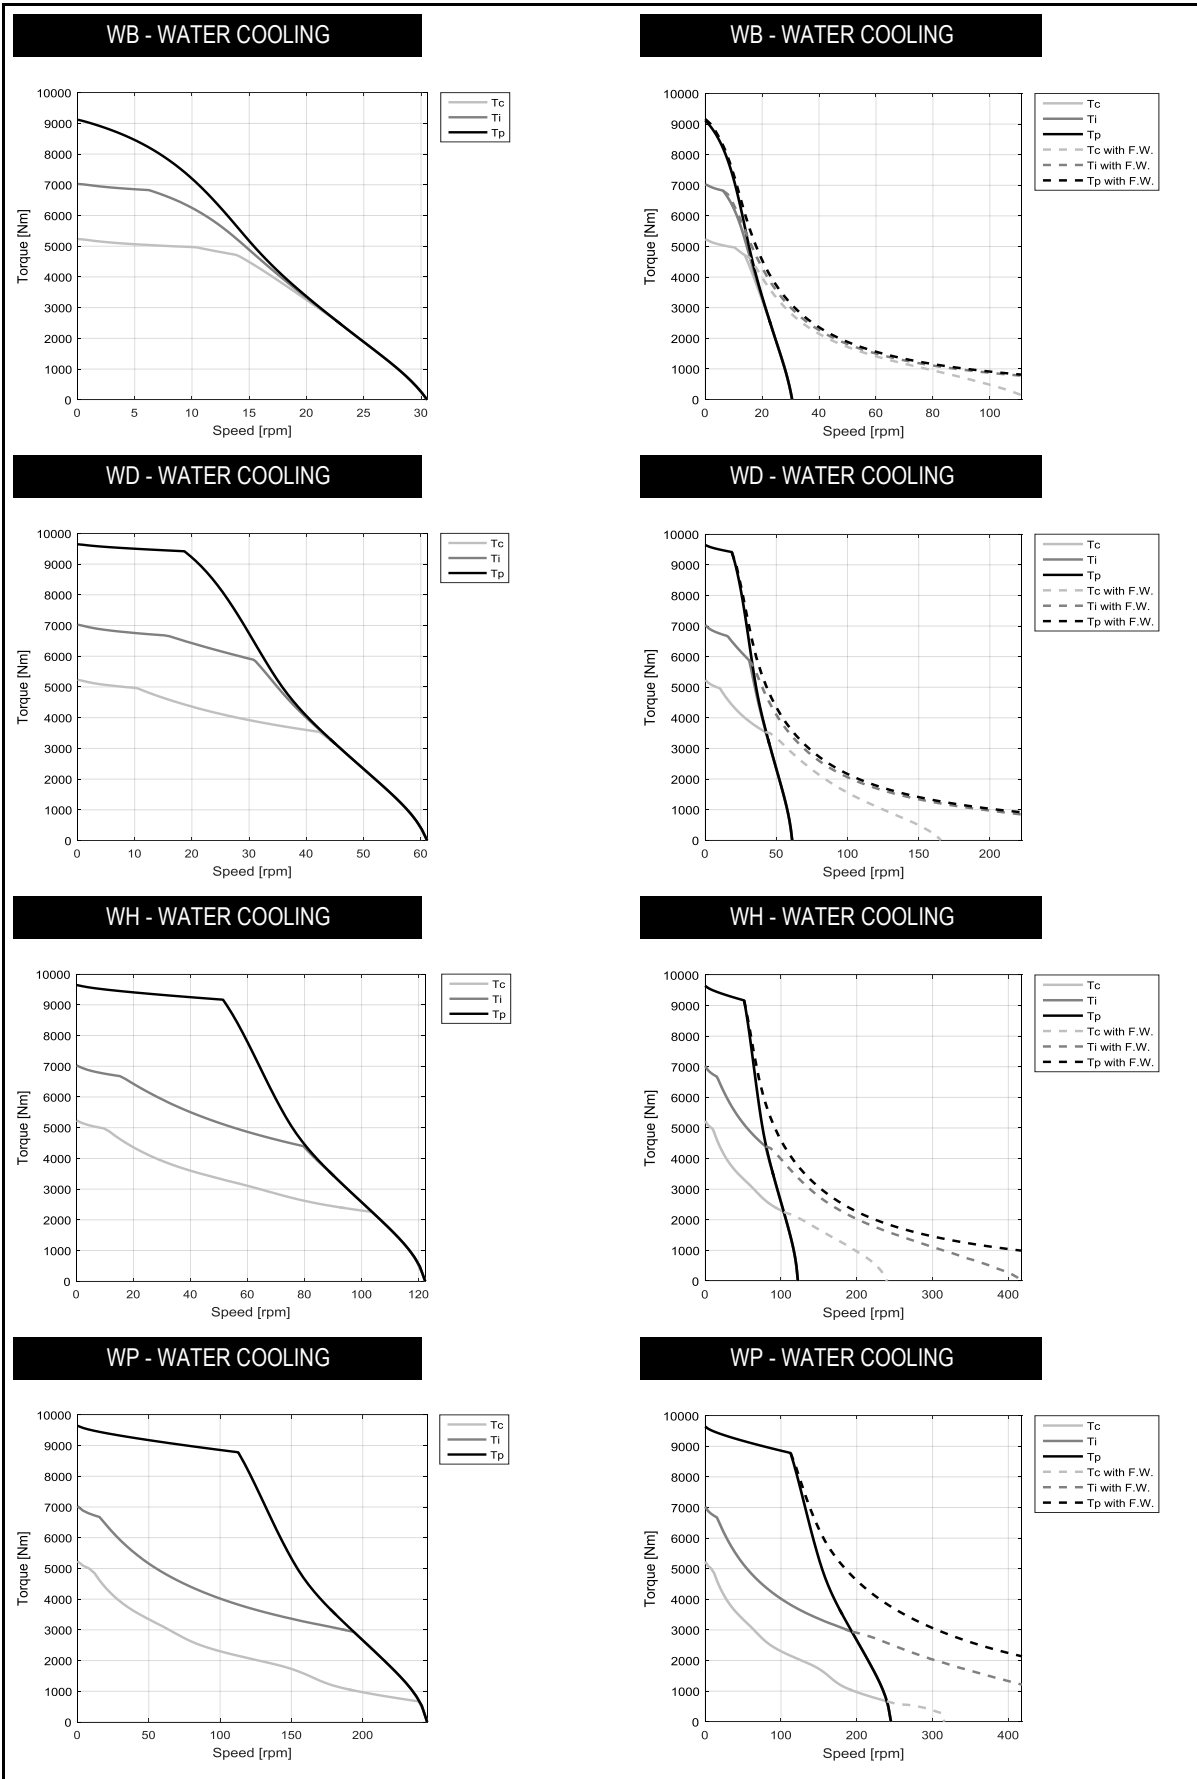 WB - WATER COOLING
10000
9000
8000
7000
6000
5000
4000
3000
2000
1000
0
Torque [Nm]
0 5 10 15 20 25 30
Speed [rpm]
Tc
Ti
Tp
WB - WATER COOLING
10000
9000
8000
7000
6000
5000
4000
3000
2000
1000
0
Torque [Nm]
0 20 40 60 80 100
Speed [rpm]
Tc
Ti
Tp
Tc with F.W.
Ti with F.W.
Tp with F.W.
WD - WATER COOLING
10000
9000
8000
7000
6000
5000
4000
3000
2000
1000
0
Torque [Nm]
0 10 20 30 40 50 60
Speed [rpm]
Tc
Ti
Tp
WD - WATER COOLING
10000
9000
8000
7000
6000
5000
4000
3000
2000
1000
0
Torque [Nm]
0 50 100 150 200
Speed [rpm]
Tc
Ti
Tp
Tc with F.W.
Ti with F.W.
Tp with F.W.
WH - WATER COOLING
10000
9000
8000
7000
6000
5000
4000
3000
2000
1000
0
Torque [Nm]
0 20 40 60 80 100 120
Speed [rpm]
Tc
Ti
Tp
WH - WATER COOLING
10000
9000
8000
7000
6000
5000
4000
3000
2000
1000
0
Torque [Nm]
0 100 200 300 400
Speed [rpm]
Tc
Ti
Tp
Tc with F.W.
Ti with F.W.
Tp with F.W.
WP - WATER COOLING
10000
9000
8000
7000
6000
5000
4000
3000
2000
1000
0
Torque [Nm]
0 50 100 150 200
Speed [rpm]
Tc
Ti
Tp
WP - WATER COOLING
10000
9000
8000
7000
6000
5000
4000
3000
2000
1000
0
Torque [Nm]
0 100 200 300 400
Speed [rpm]
Tc
Ti
Tp
Tc with F.W.
Ti with F.W.
Tp with F.W.